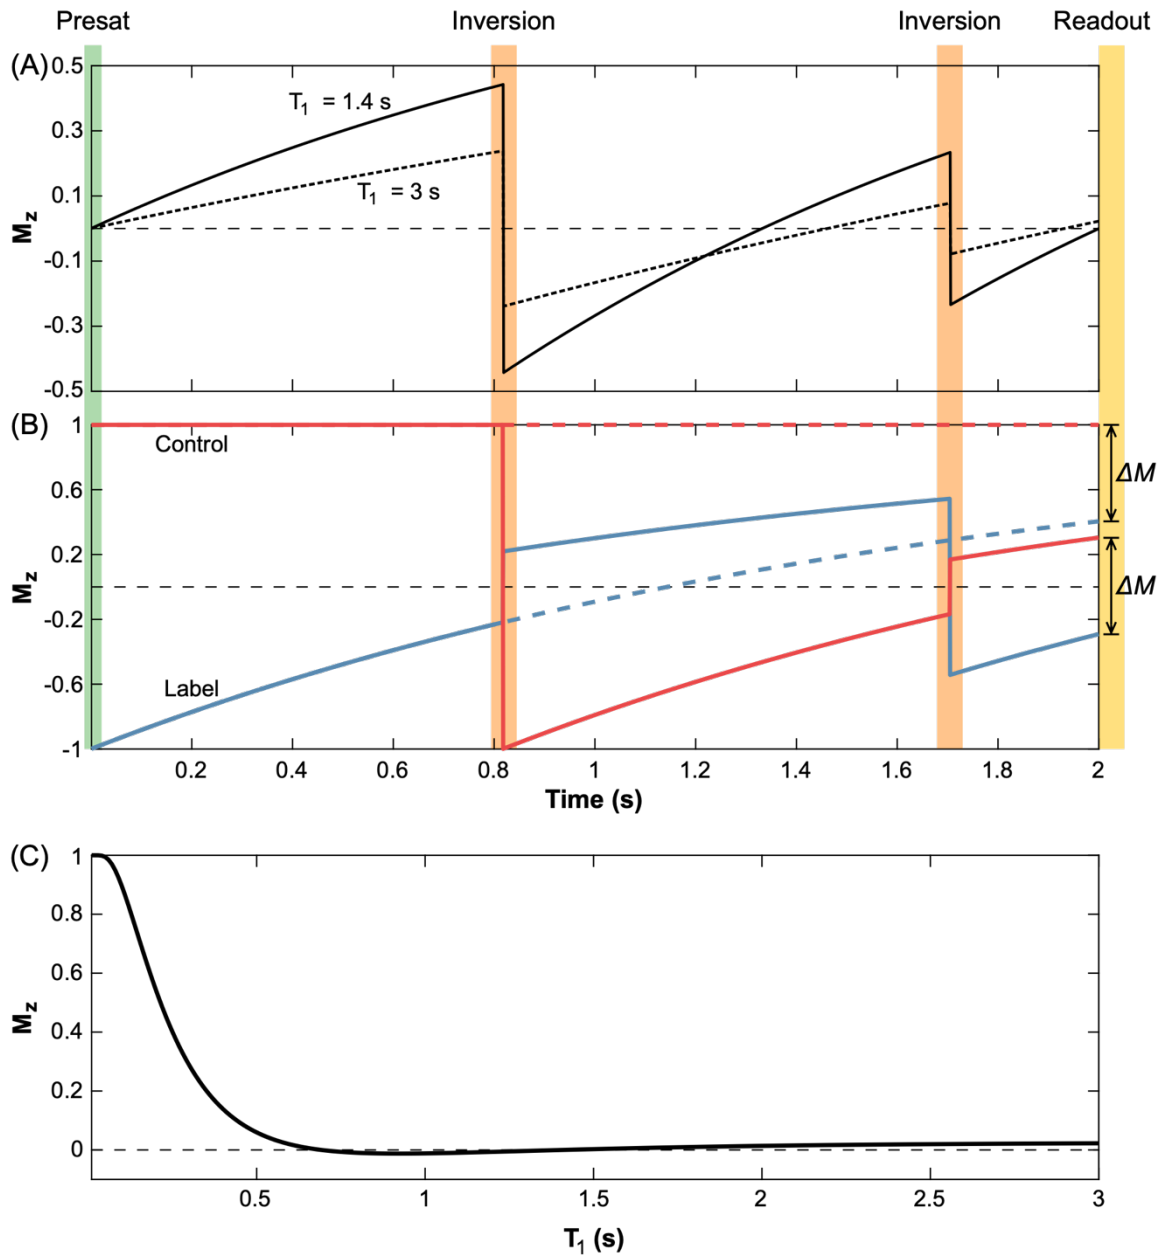 Presat Inversion Inversion Readout
(A)
0.5
0.3
0.1
-0.1
-0.3
-0.5
Mz
T1 = 1.4 s
T1 = 3 s
(B)
1
0.6
0.2
-0.2
-0.6
-1
Mz
Control
Label
ΔM
ΔM
0.2 0.4 0.6 0.8 1 1.2 1.4 1.6 1.8 2
Time (s)
(C)
1
0.8
0.6
0.4
0.2
0
Mz
0.5 1 1.5 2 2.5 3
T1 (s)